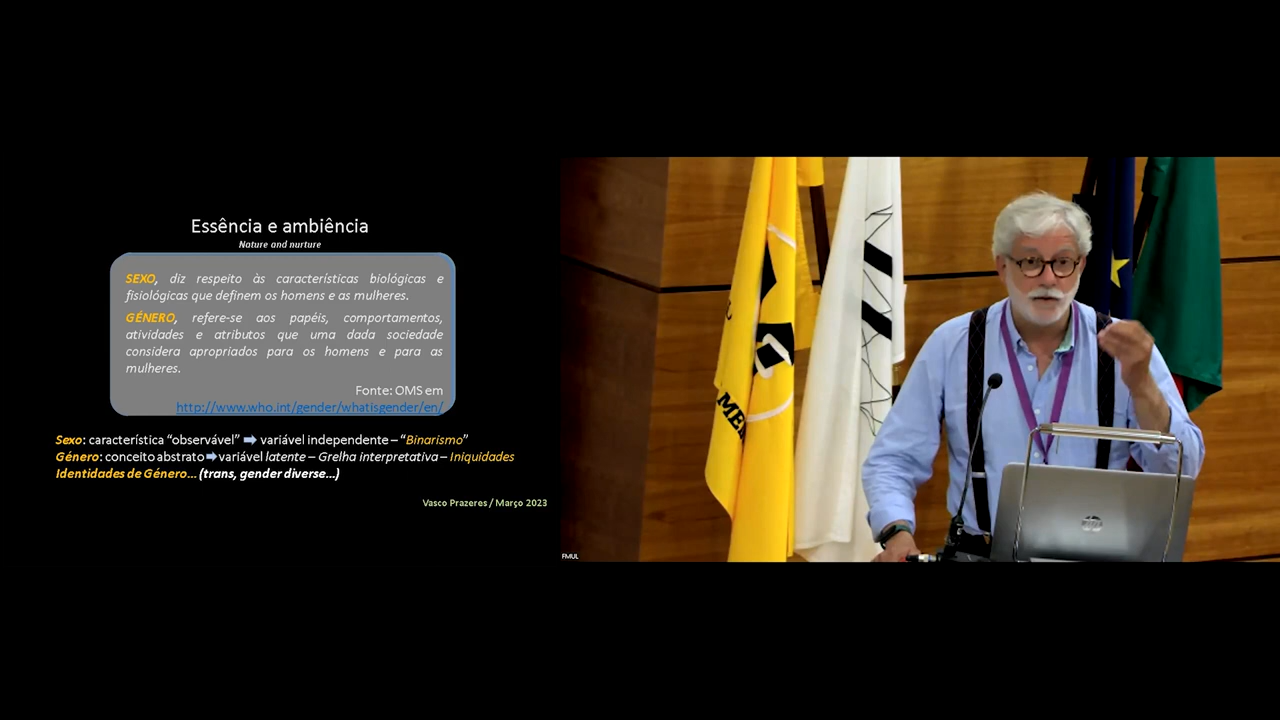 Essência e ambiência
Nature and nurture
SEXO, diz respeito às características biológicas e
fisiológicas que definem os homens e as mulheres.
GÉNERO, refere-se aos papéis, comportamentos,
atividades e atributos que uma dada sociedade
considera apropriados para os homens e para as
mulheres.
Fonte: OMS em
http://www.who.int/gender/whatisgender/en/
Sexo: característica “observável” ➡ variável independente – “Binarismo”
Género: conceito abstrato ➡ variável latente – Grelha interpretativa – Iniquidades
Identidades de Género... (trans, gender diverse...)
Vasco Prazeres / Março 2023
FMUL
hp